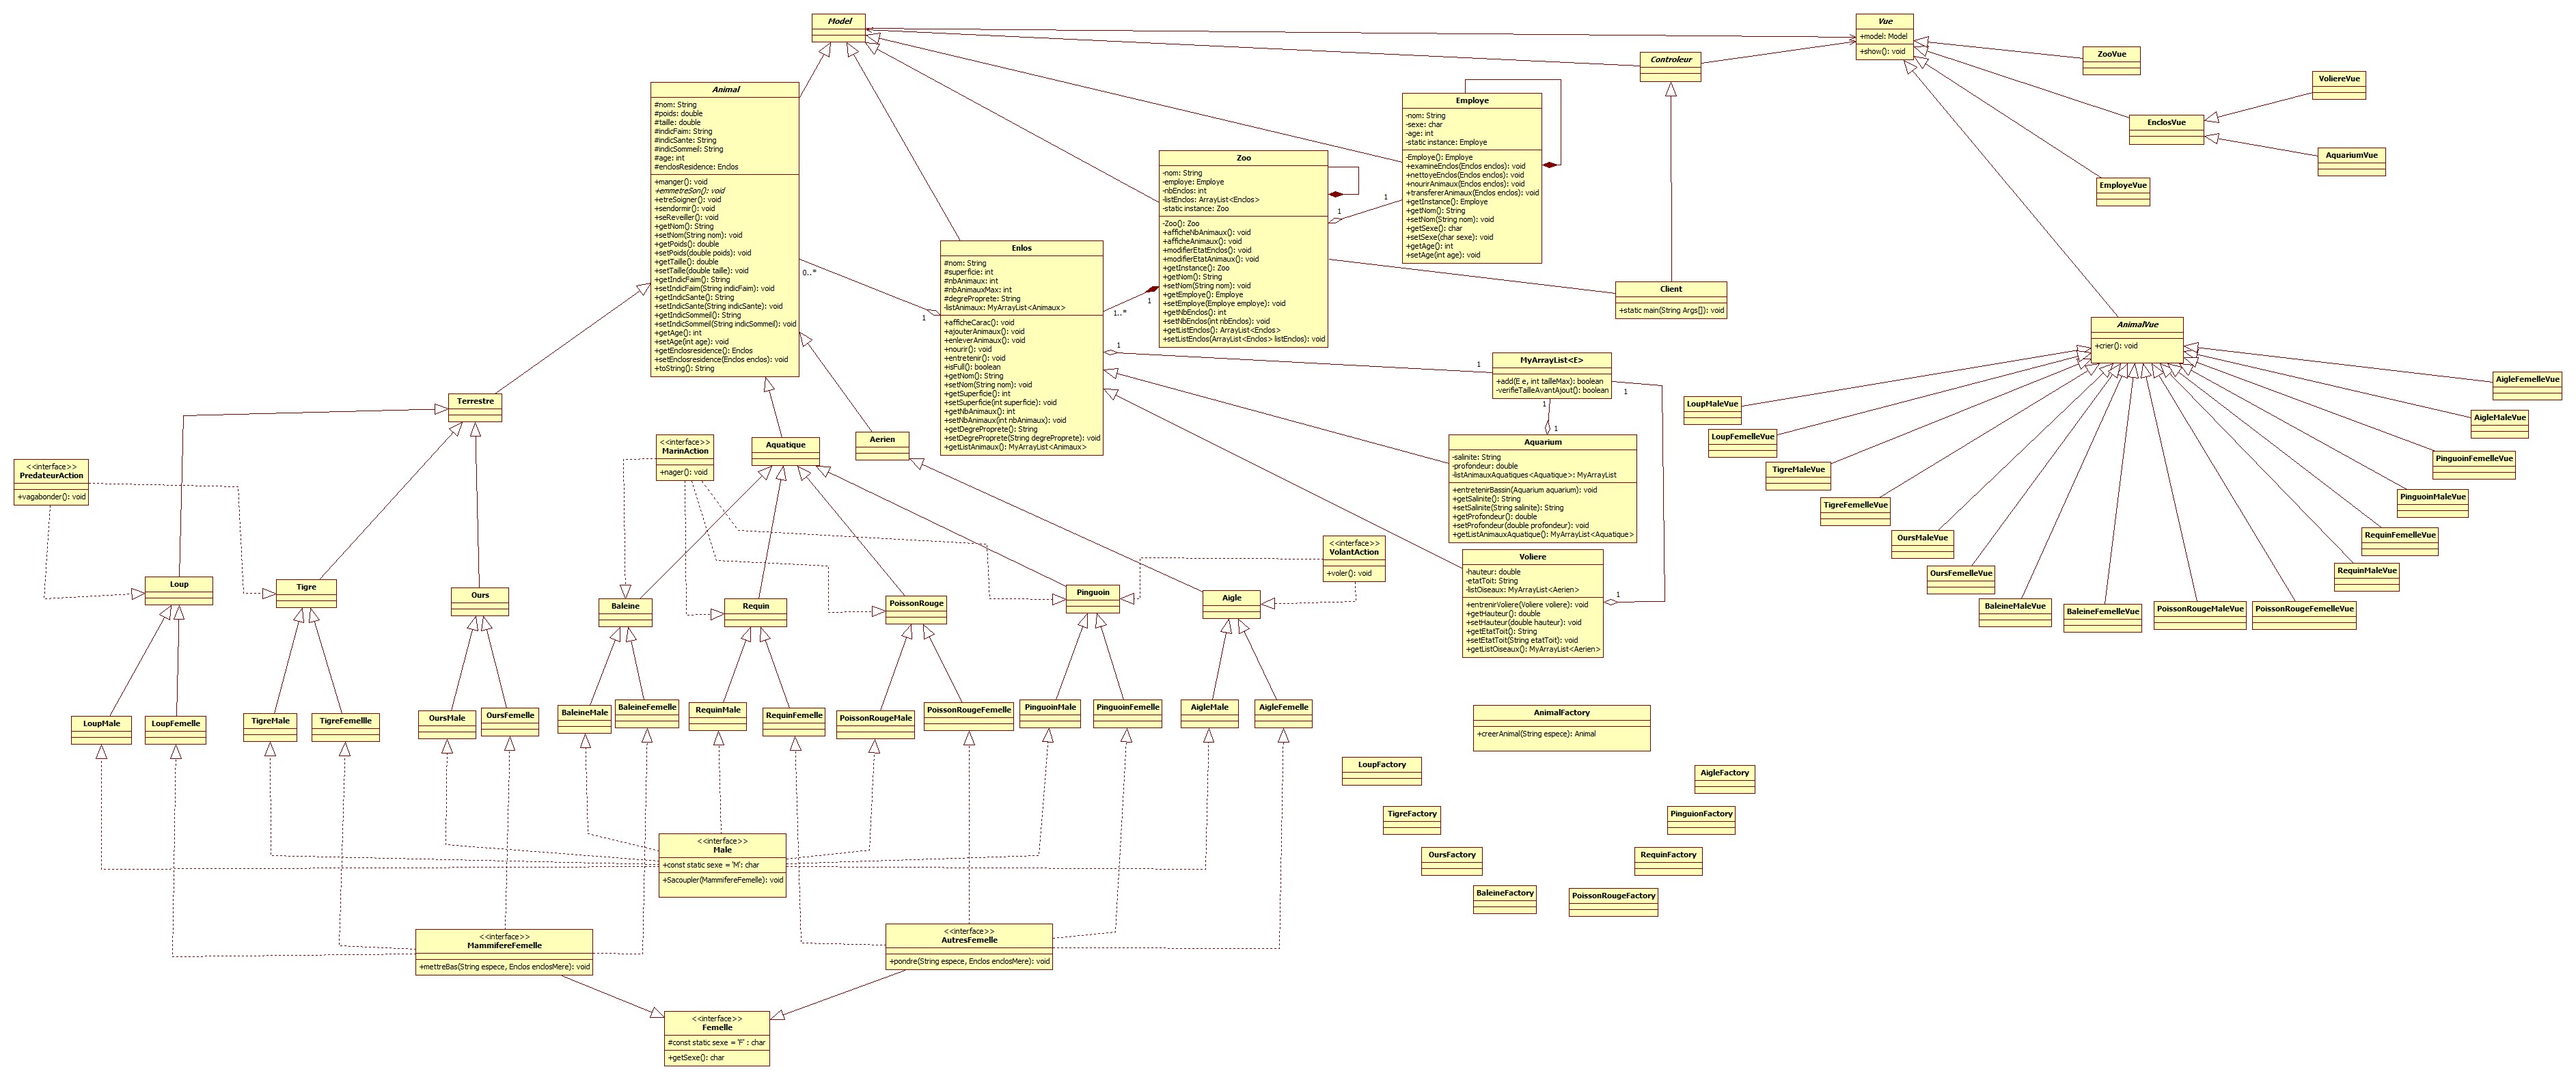 Model
Vue
+model: Model
+show(): void
Controleur
ZooVue
VoliereVue
EnclosVue
AquariumVue
EmployeVue
Animal
#nom: String
#poids: double
#taille: double
#indicFaim: String
#indicSante: String
#indicSommeil: String
#age: int
#enclosResidence: Enclos
+manger(): void
+emmetreSon(): void
+etreSoigner(): void
+sendormir(): void
+seReveiller(): void
+getNom(): String
+setNom(String nom): void
+getPoids(): double
+setPoids(double poids): void
+getTaille(): double
+setTaille(double taille): void
+getIndicFaim(): String
+setIndicFaim(String indicFaim): void
+getIndicSante(): String
+setIndicSante(String indicSante): void
+getIndicSommeil(): String
+setIndicSommeil(String indicSommeil): void
+getAge(): int
+setAge(int age): void
+getEnclosresidence(): Enclos
+setEnclosresidence(Enclos enclos): void
+toString(): String
Employe
-nom: String
-sexe: char
-age: int
-static instance: Employe
-Employe(): Employe
+examineEnclos(Enclos enclos): void
+nettoyeEnclos(Enclos enclos): void
+nourirAnimaux(Enclos enclos): void
+transfererAnimaux(Enclos enclos): void
+getInstance(): Employe
+getNom(): String
+setNom(String nom): void
+getSexe(): char
+setSexe(char sexe): void
+getAge(): int
+setAge(int age): void
Zoo
-nom: String
-employe: Employe
-nbEnclos: int
-listEnclos: ArrayList<Enclos>
-static instance: Zoo
-Zoo(): Zoo
+afficheNbAnimaux(): void
+afficheAnimaux(): void
+modifierEtatEnclos(): void
+modifierEtatAnimaux(): void
+getInstance(): Zoo
+getNom(): String
+setNom(String nom): void
+getEmploye(): Employe
+setEmploye(Employe employe): void
+getNbEnclos(): int
+setNbEnclos(int nbEnclos): void
+getListEnclos(): ArrayList<Enclos>
+setListEnclos(ArrayList<Enclos> listEnclos): void
1
1
Enlos
#nom: String
#superficie: int
#nbAnimaux: int
#nbAnimauxMax: int
#degreProprete: String
-listAnimaux: MyArrayList<Animaux>
+afficheCarac(): void
+ajouterAnimaux(): void
+enleverAnimaux(): void
+nourir(): void
+entretenir(): void
+isFull(): boolean
+getNom(): String
+setNom(String nom): void
+getSuperficie(): int
+setSuperficie(int superficie): void
+getNbAnimaux(): int
+setNbAnimaux(int nbAnimaux): void
+getDegreProprete(): String
+setDegreProprete(String degreProprete): void
+getListAnimaux(): MyArrayList<Animaux>
0..*
1
1
1..*
1
1
Client
+static main(String Args[]): void
AnimalVue
+crier(): void
MyArrayList<E>
+add(E e, int tailleMax): boolean
-verifieTailleAvantAjout(): boolean
1
1
1
1
Aquarium
-salinite: String
-profondeur: double
-listAnimauxAquatiques<Aquatique>: MyArrayList
+entretenirBassin(Aquarium aquarium): void
+getSalinite(): String
+setSalinite(String salinite): String
+getProfondeur(): double
+setProfondeur(double profondeur): void
+getListAnimauxAquatique(): MyArrayList<Aquatique>
Voliere
-hauteur: double
-etatToit: String
-listOiseaux: MyArrayList<Aerien>
+entrenirVoliere(Voliere voliere): void
+getHauteur(): double
+setHauteur(double hauteur): void
+getEtatToit(): String
+setEtatToit(String etatToit): void
+getListOiseaux(): MyArrayList<Aerien>
LoupMaleVue
LoupFemelleVue
TigreMaleVue
TigreFemelleVue
OursMaleVue
OursFemelleVue
BaleineMaleVue
BaleineFemelleVue
PoissonRougeMaleVue
PoissonRougeFemelleVue
RequinMaleVue
RequinFemelleVue
PinguoinMaleVue
PinguoinFemelleVue
AigleMaleVue
AigleFemelleVue
Terrestre
Aquatique
Aerien
<<interface>>
MarinAction
+nager(): void
<<interface>>
PredateurAction
+vagabonder(): void
<<interface>>
VolantAction
+voler(): void
Loup
Tigre
Ours
Baleine
Requin
PoissonRouge
Pinguoin
Aigle
LoupMale
LoupFemelle
TigreMale
TigreFemellle
OursMale
OursFemelle
BaleineMale
BaleineFemelle
RequinMale
RequinFemelle
PoissonRougeMale
PoissonRougeFemelle
PinguoinMale
PinguoinFemelle
AigleMale
AigleFemelle
AnimalFactory
+creerAnimal(String espece): Animal
LoupFactory
AigleFactory
TigreFactory
PinguionFactory
OursFactory
RequinFactory
BaleineFactory
PoissonRougeFactory
<<interface>>
Male
+const static sexe = 'M': char
+Sacoupler(MammifereFemelle): void
<<interface>>
MammifereFemelle
+mettreBas(String espece, Enclos enclosMere): void
<<interface>>
AutresFemelle
+pondre(String espece, Enclos enclosMere): void
<<interface>>
Femelle
#const static sexe = 'F' : char
+getSexe(): char